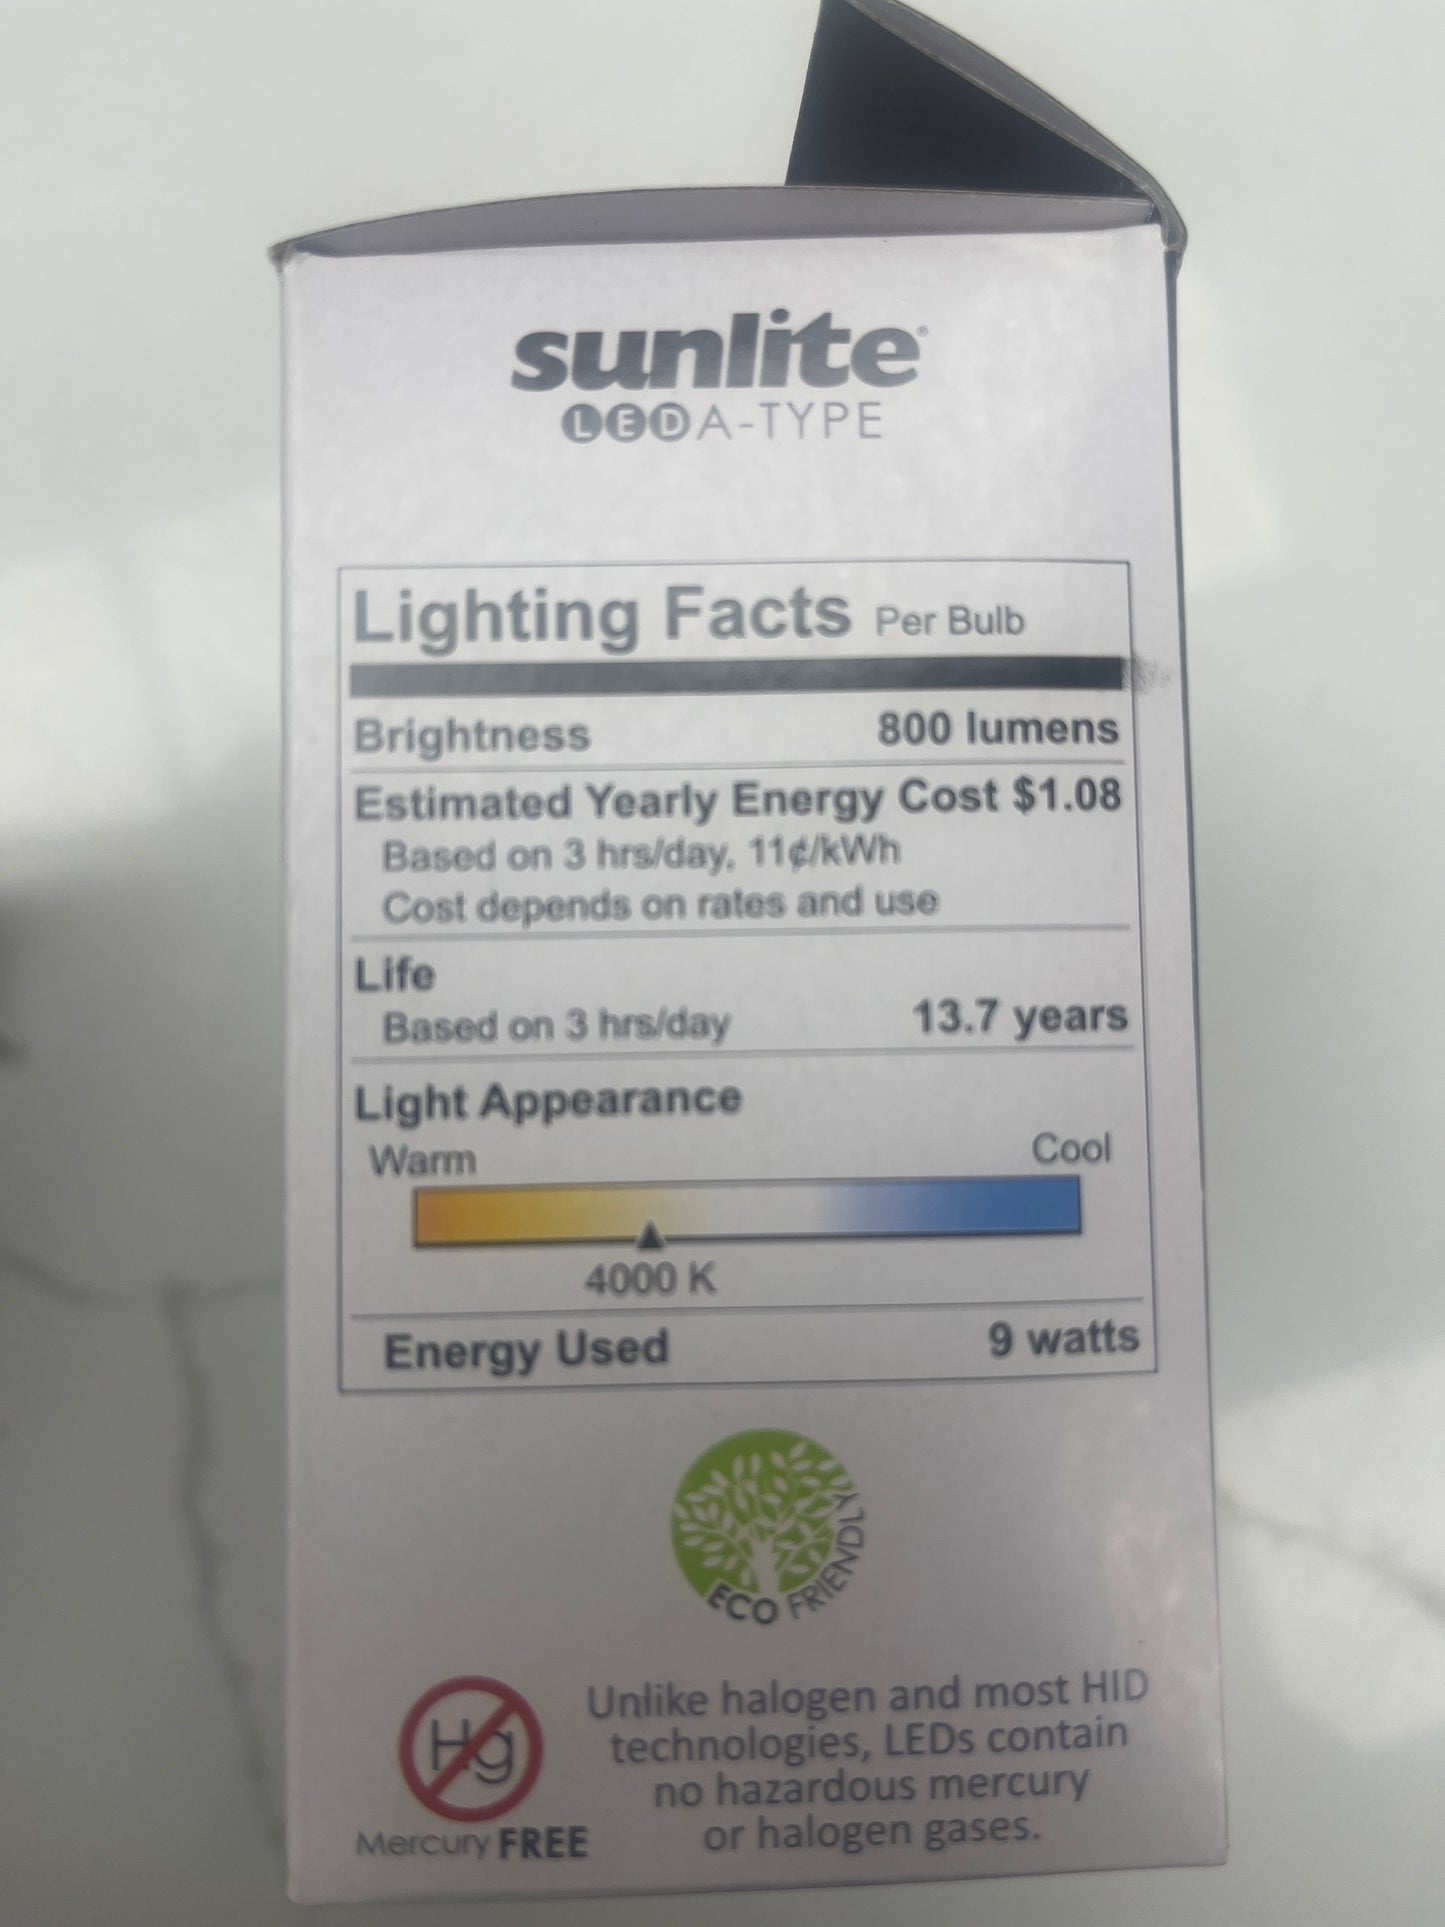 sunlite®
LED A-TYPE
Lighting Facts Per Bulb
Brightness 800 lumens
Estimated Yearly Energy Cost $1.08
Based on 3 hrs/day, 11¢/kWh
Cost depends on rates and use
Life
Based on 3 hrs/day 13.7 years
Light Appearance
Warm Cool
4000 K
Energy Used 9 watts
ECO FRIENDLY
Hg
Mercury FREE
Unlike halogen and most HID
technologies, LEDs contain
no hazardous mercury
or halogen gases.